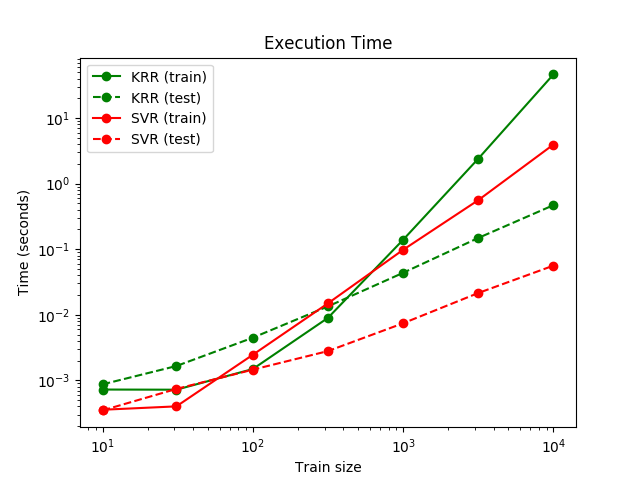 Execution Time
KRR (train)
KRR (test)
SVR (train)
SVR (test)
Time (seconds)
10¹
10⁰
10⁻¹
10⁻²
10⁻³
10¹ 10² 10³ 10⁴
Train size